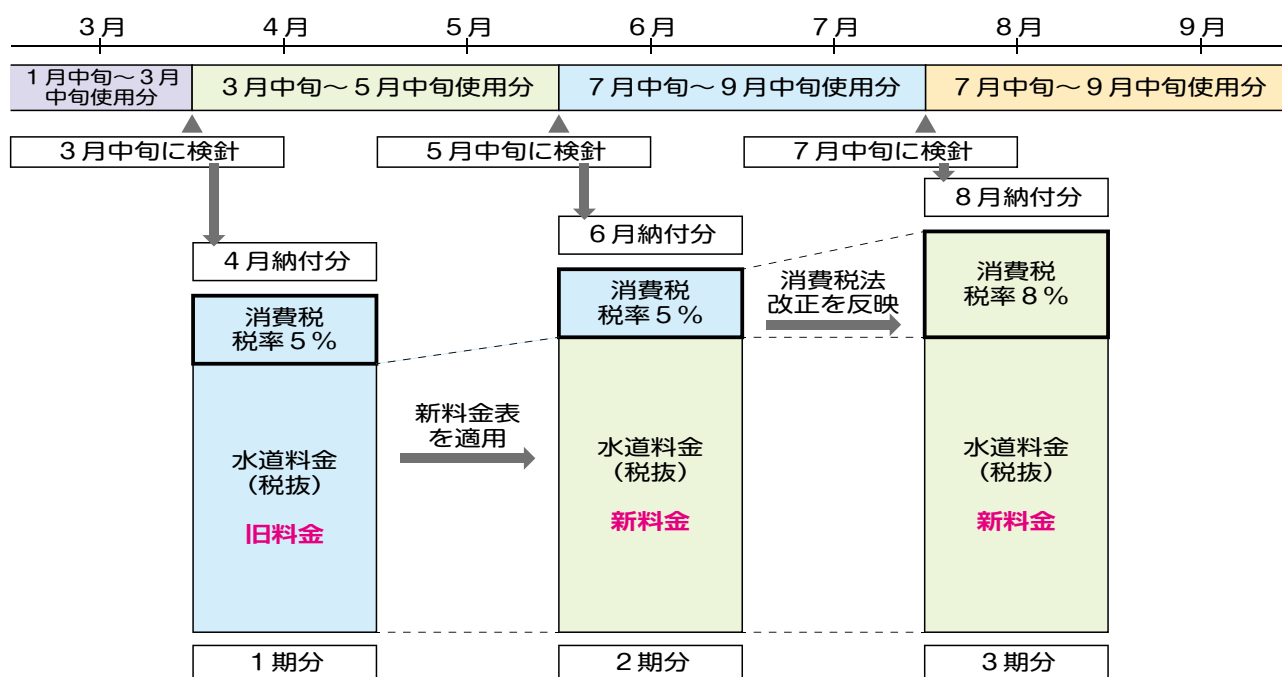 3月
4月
5月
6月
7月
8月
9月
1月中旬～3月
中旬使用分
3月中旬～5月中旬使用分
7月中旬～9月中旬使用分
7月中旬～9月中旬使用分
3月中旬に検針
5月中旬に検針
7月中旬に検針
4月納付分
6月納付分
8月納付分
消費税
税率5%
消費税
税率5%
消費税法
改正を反映
消費税
税率8%
水道料金
(税抜)
旧料金
新料金表
を適用
水道料金
(税抜)
新料金
水道料金
(税抜)
新料金
1期分
2期分
3期分